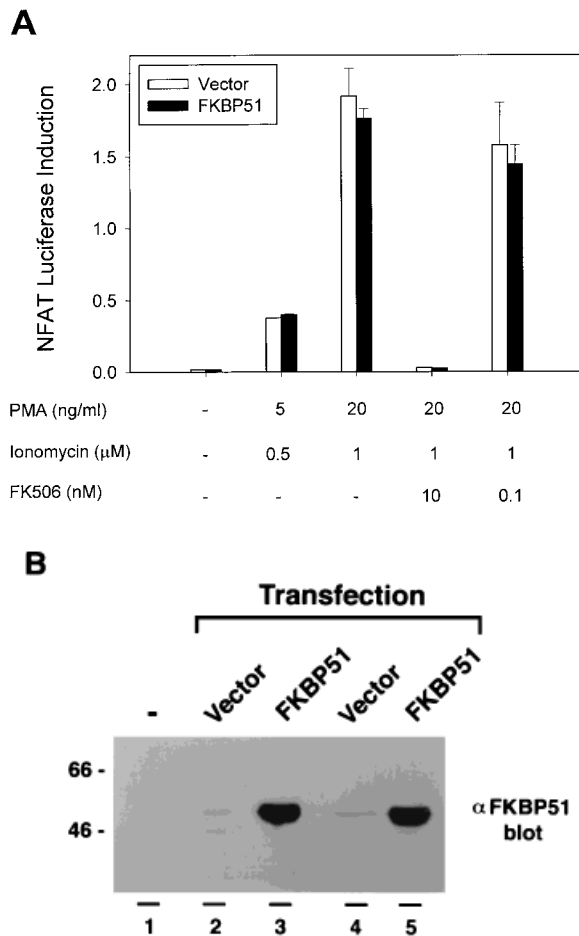 A
Vector
FKBP51
NFAT Luciferase Induction
2.0
1.5
1.0
0.5
0.0
PMA (ng/ml) - 5 20 20 20
Ionomycin (μM) - 0.5 1 1 1
FK506 (nM) - - - 10 0.1
B
Transfection
- Vector FKBP51 Vector FKBP51
66 -
46 -
αFKBP51
blot
1 2 3 4 5